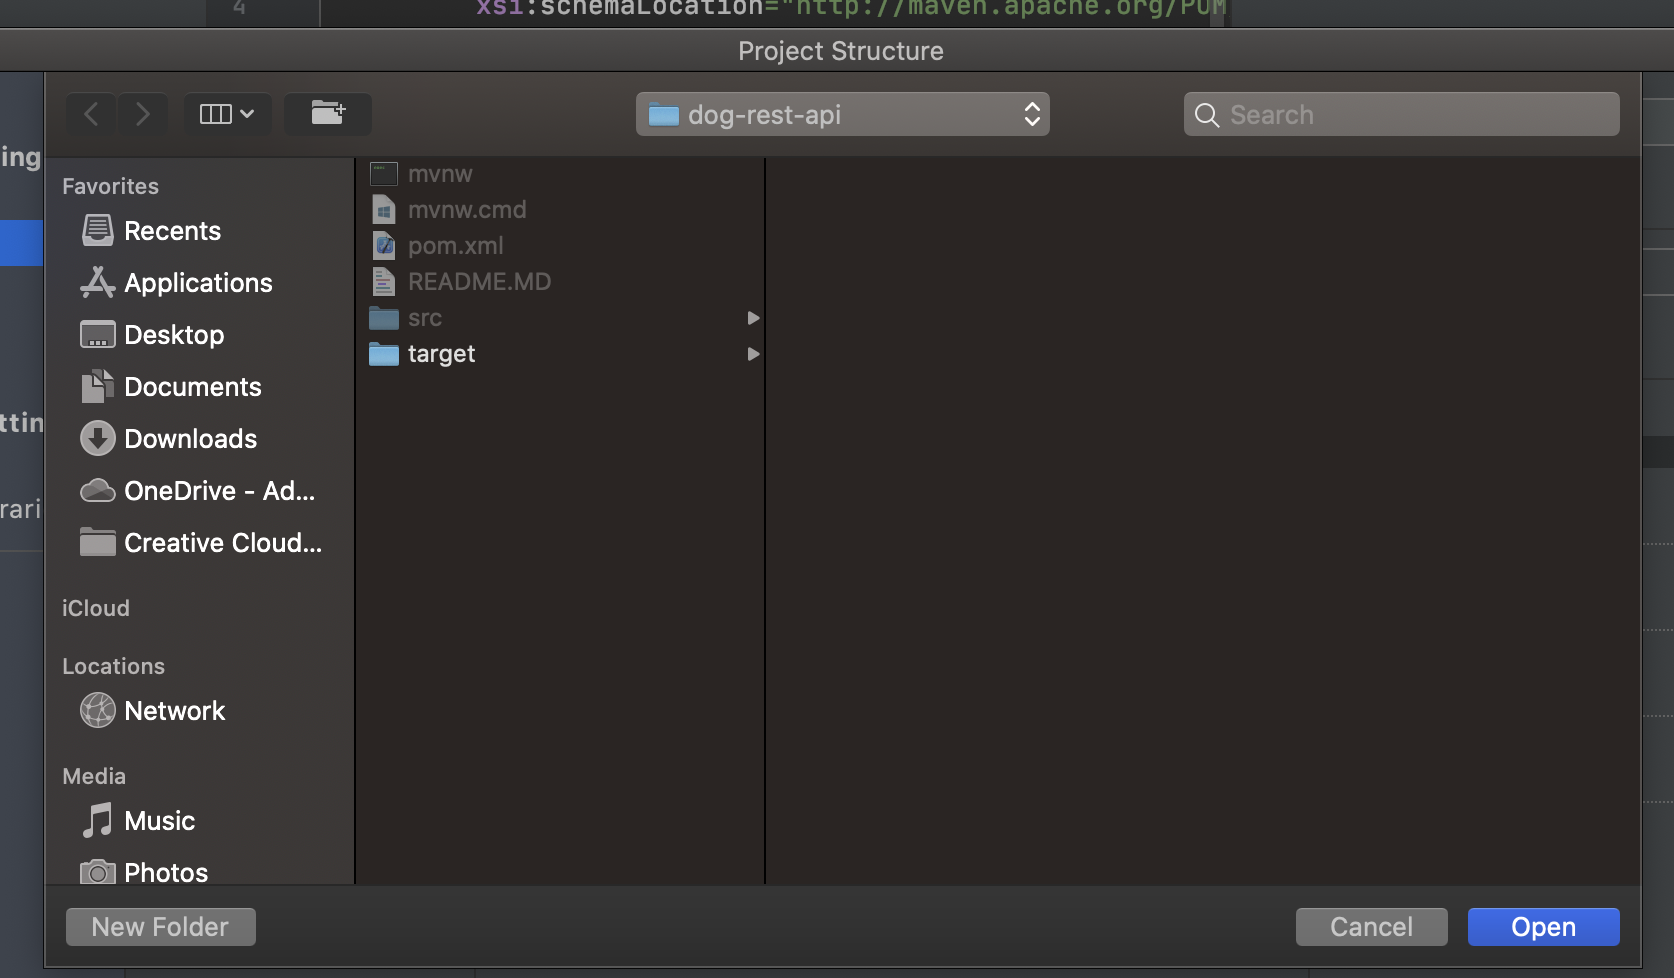 4 xsi:schemaLocation="http://maven.apache.org/POM
Project Structure
dog-rest-api
Search
ing
ttin
rari
Favorites
Recents
Applications
Desktop
Documents
Downloads
OneDrive - Ad...
Creative Cloud...
iCloud
Locations
Network
Media
Music
Photos
mvnw
mvnw.cmd
pom.xml
README.MD
src
target
New Folder
Cancel
Open